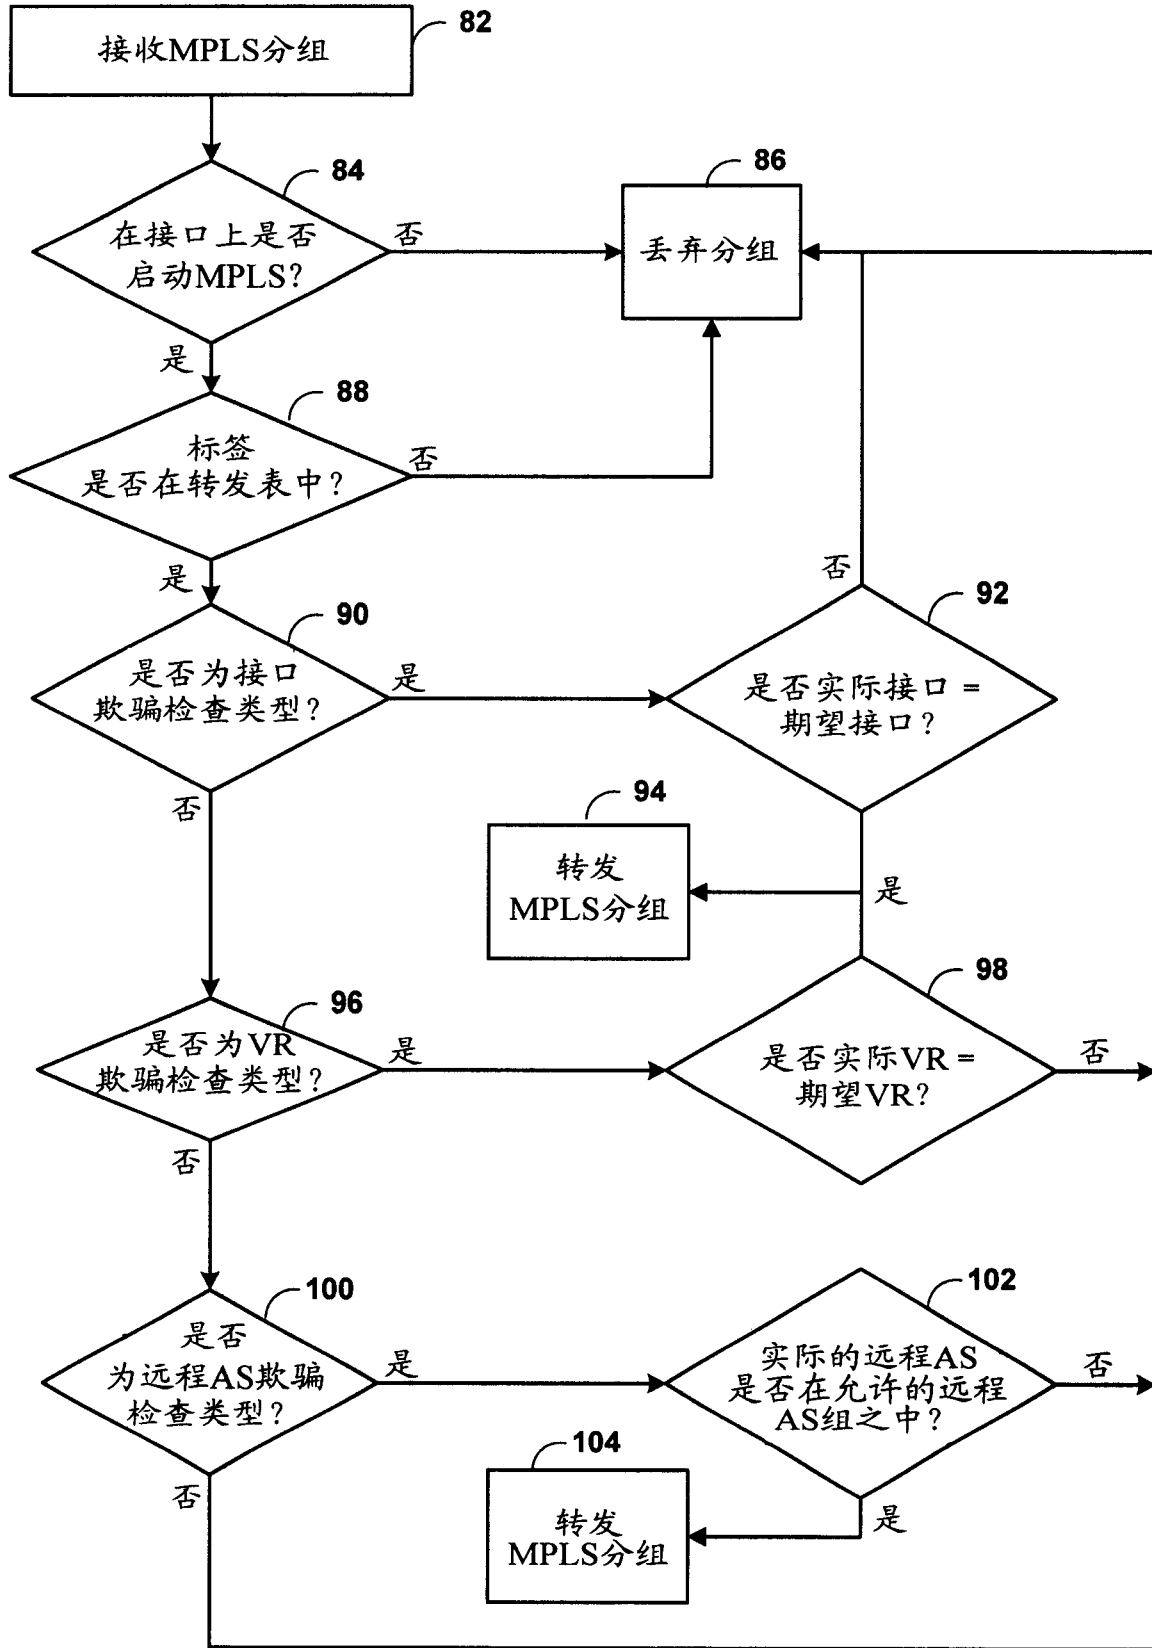 接收MPLS分组
82
84
在接口上是否
启动MPLS?
否
86
丢弃分组
是
88
标签
是否在转发表中?
否
是
90
是否为接口
欺骗检查类型?
是
否
92
是否实际接口 =
期望接口?
否
94
转发
MPLS分组
是
96
是否为VR
欺骗检查类型?
是
98
是否实际VR =
期望VR?
否
否
100
是否
为远程AS欺骗
检查类型?
是
102
实际的远程AS
是否在允许的远程
AS组之中?
否
104
转发
MPLS分组
是
否